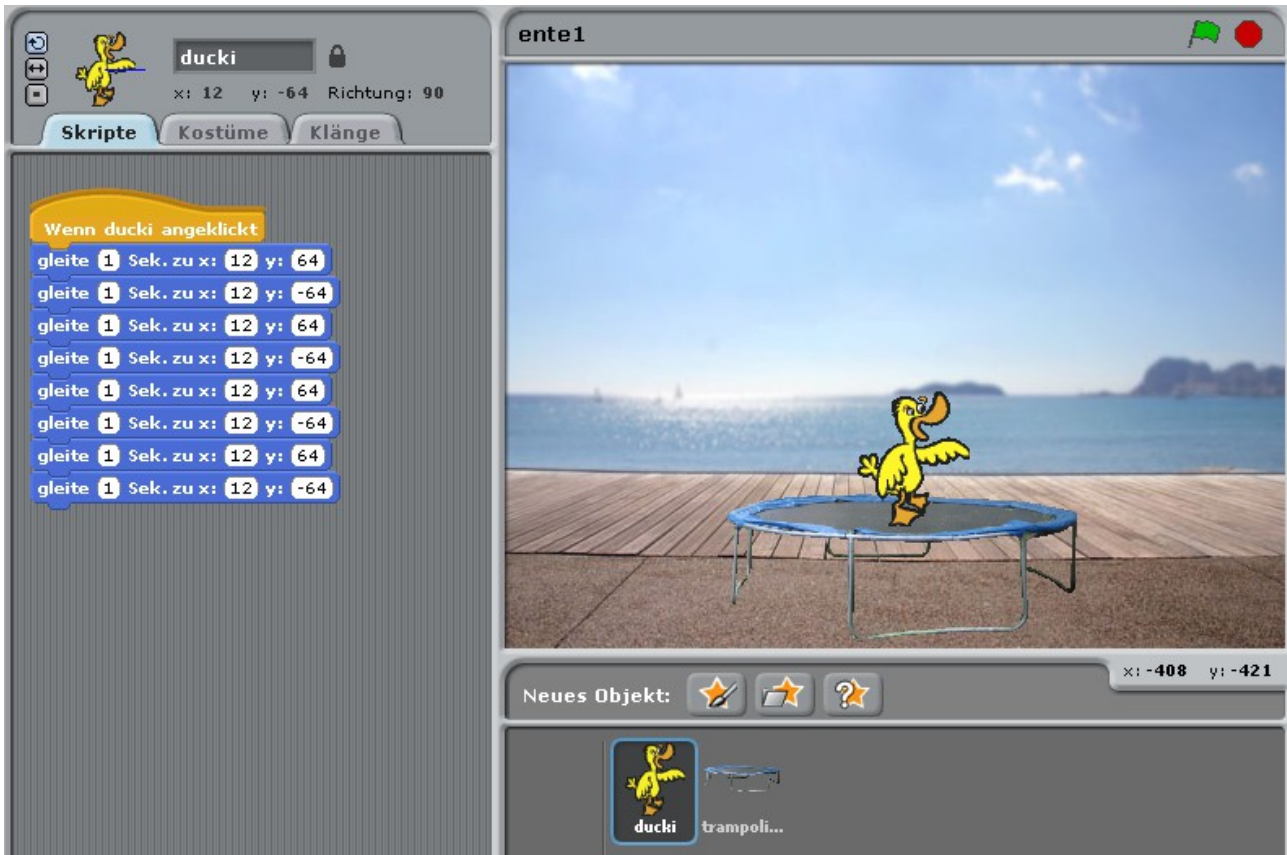 ducki
x: 12 y: -64 Richtung: 90
Skripte Kostüme Klänge
Wenn ducki angeklickt
gleite 1 Sek. zu x: 12 y: 64
gleite 1 Sek. zu x: 12 y: -64
gleite 1 Sek. zu x: 12 y: 64
gleite 1 Sek. zu x: 12 y: -64
gleite 1 Sek. zu x: 12 y: 64
gleite 1 Sek. zu x: 12 y: -64
gleite 1 Sek. zu x: 12 y: 64
gleite 1 Sek. zu x: 12 y: -64
ente1
x: -408 y: -421
Neues Objekt:
ducki trampoli...